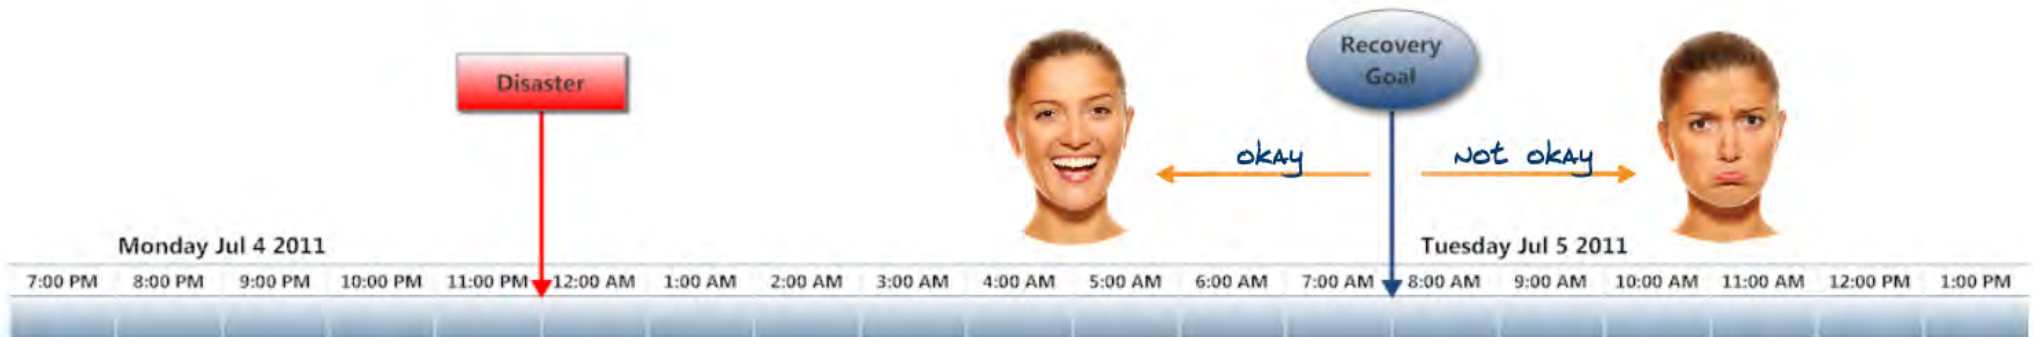 Disaster
Recovery
Goal
okay
Not okay
Monday Jul 4 2011
Tuesday Jul 5 2011
7:00 PM 8:00 PM 9:00 PM 10:00 PM 11:00 PM 12:00 AM 1:00 AM 2:00 AM 3:00 AM 4:00 AM 5:00 AM 6:00 AM 7:00 AM 8:00 AM 9:00 AM 10:00 AM 11:00 AM 12:00 PM 1:00 PM